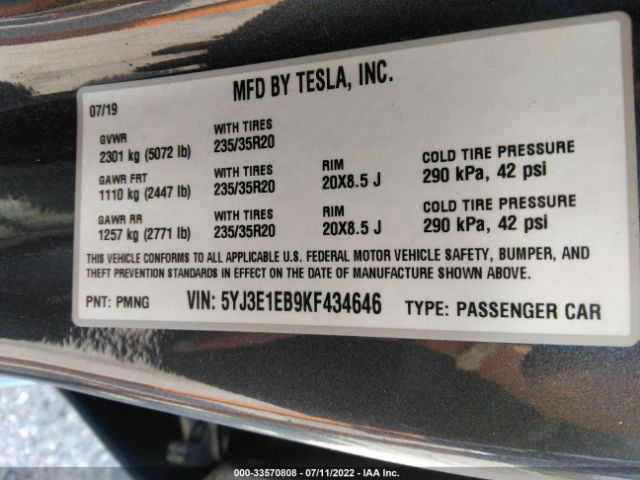 MFD BY TESLA, INC.
07/19
GVWR WITH TIRES
2301 kg (5072 lb) 235/35R20
GAWR FRT WITH TIRES RIM COLD TIRE PRESSURE
1110 kg (2447 lb) 235/35R20 20X8.5 J 290 kPa, 42 psi
GAWR RR WITH TIRES RIM COLD TIRE PRESSURE
1257 kg (2771 lb) 235/35R20 20X8.5 J 290 kPa, 42 psi
THIS VEHICLE CONFORMS TO ALL APPLICABLE U.S. FEDERAL MOTOR VEHICLE SAFETY, BUMPER, AND
THEFT PREVENTION STANDARDS IN EFFECT ON THE DATE OF MANUFACTURE SHOWN ABOVE.
PNT: PMNG VIN: 5YJ3E1EB9KF434646 TYPE: PASSENGER CAR
000-33570808 - 07/11/2022 - IAA Inc.